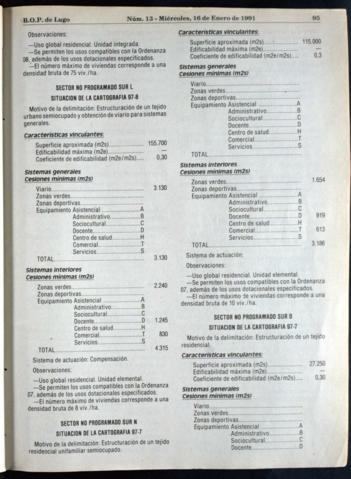 B.O.P. de Lugo
Núm. 13 - Miércoles, 16 de Enero de 1991
95
Observaciones:
—Uso global residencial. Unidad integrada.
—Se permiten los usos compatibles con la Ordenanza
08, además de los usos dotacionales especificados.
—El número máximo de viviendas corresponde a una
densidad bruta de 75 viv./ha.
SECTOR NO PROGRAMADO SUR L
SITUACION DE LA CARTOGRAFIA 97-8
Motivo de la delimitación: Estructuración de un tejido
urbano semiocupado y obtención de viario para sistemas
generales.
Características vinculantes:
Superficie aproximada (m2s) 155.700
Edificabilidad máxima (m2e) —
Coeficiente de edificabilidad (m2e/m2s) 0,30
Sistemas generales
Cesiones mínimas (m2s)
Viario 3.130
Zonas verdes
Zonas deportivas
Equipamiento Asistencial A
Administrativo B
Sociocultural C
Docente D
Centro de salud H
Comercial T
Servicios S
TOTAL 3.130
Sistemas interiores
Cesiones mínimas (m2s)
Zonas verdes 2.240
Zonas deportivas
Equipamiento Asistencial A
Administrativo B
Sociocultural C
Docente D 1.245
Centro de salud H
Comercial T 830
Servicios S
TOTAL 4.315
Sistema de actuación: Compensación.
Observaciones:
—Uso global residencial. Unidad elemental.
—Se permiten los usos compatibles con la Ordenanza
07, además de los usos dotacionales especificados.
—El número máximo de viviendas corresponde a una
densidad bruta de 8 viv./ha.
SECTOR NO PROGRAMADO SUR N
SITUACION DE LA CARTOGRAFIA 97-7
Motivo de la delimitación: Estructuración de un tejido
residencial unifamiliar semiocupado.
Características vinculantes:
Superficie aproximada (m2s) 115.000
Edificabilidad máxima (m2e) —
Coeficiente de edificabilidad (m2e/m2s) 0,3
Sistemas generales
Cesiones mínimas (m2s)
Viario
Zonas verdes
Zonas deportivas
Equipamiento Asistencial A
Administrativo B
Sociocultural C
Docente D
Centro de salud H
Comercial T
Servicios S
TOTAL
Sistemas interiores
Cesiones mínimas (m2s)
Zonas verdes 1.654
Zonas deportivas
Equipamiento Asistencial A
Administrativo B
Sociocultural C
Docente D 919
Centro de salud H
Comercial T 613
Servicios S
TOTAL 3.186
Sistema de actuación:
Observaciones:
—Uso global residencial. Unidad elemental.
—Se permiten los usos compatibles con la Ordenanza
07, además de los usos dotacionales especificados.
—El número máximo de viviendas corresponde a una
densidad bruta de 10 viv./ha.
SECTOR NO PROGRAMADO SUR O
SITUACION DE LA CARTOGRAFIA 97-7
Motivo de la delimitación: Estructuración de un tejido
residencial.
Características vinculantes:
Superficie aproximada (m2s) 27.250
Edificabilidad máxima (m2e) —
Coeficiente de edificabilidad (m2e/m2s) 0,30
Sistemas generales
Cesiones mínimas (m2s)
Viario
Zonas verdes
Zonas deportivas
Equipamiento Asistencial A
Administrativo B
Sociocultural C
Docente D